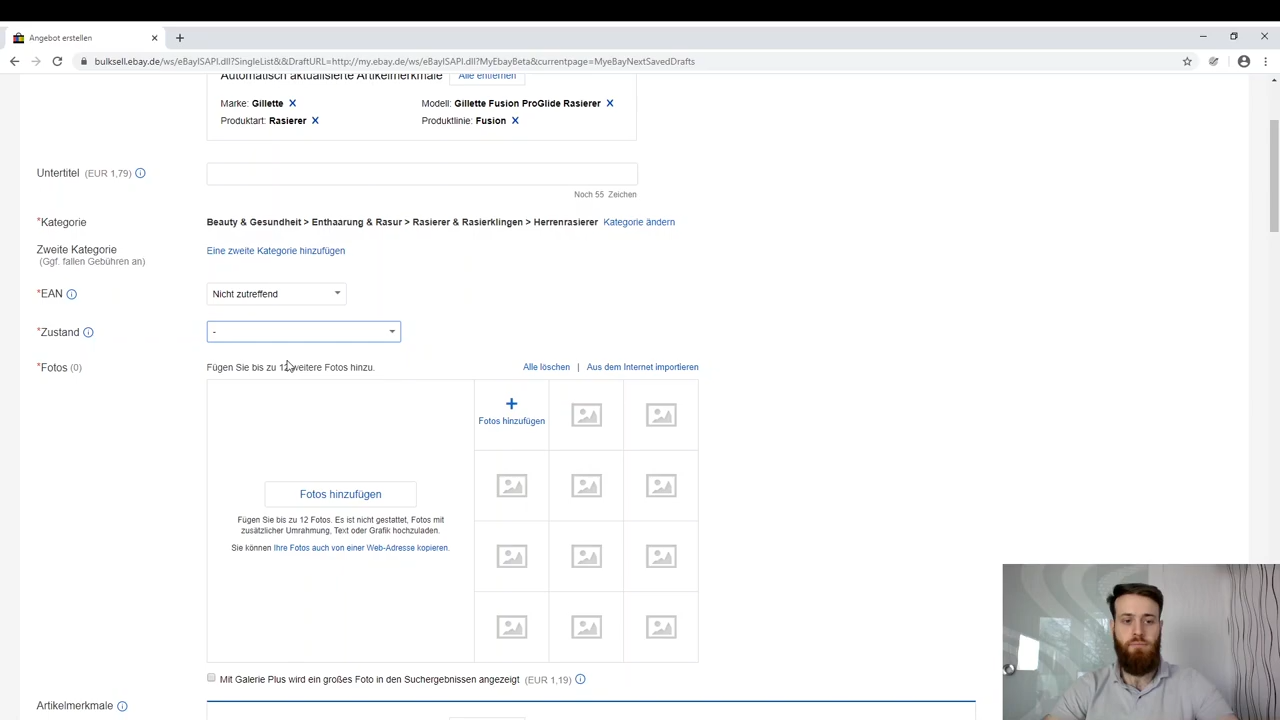 Angebot erstellen
bulksell.ebay.de/ws/eBayISAPI.dll?SingleList&&DraftURL=http://my.ebay.de/ws/eBayISAPI.dll?MyEbayBeta&currentpage=MyeBayNextSavedDrafts
Automatisch aktualisierte Artikelmerkmale Alle entfernen
Marke: Gillette X Modell: Gillette Fusion ProGlide Rasierer X
Produktart: Rasierer X Produktlinie: Fusion X
Untertitel (EUR 1,79)
Noch 55 Zeichen
*Kategorie Beauty & Gesundheit > Enthaarung & Rasur > Rasierer & Rasierklingen > Herrenrasierer Kategorie ändern
Zweite Kategorie Eine zweite Kategorie hinzufügen
(Ggf. fallen Gebühren an)
*EAN Nicht zutreffend
*Zustand -
*Fotos (0) Fügen Sie bis zu 12 weitere Fotos hinzu. Alle löschen | Aus dem Internet importieren
+
Fotos hinzufügen
Fotos hinzufügen
Fügen Sie bis zu 12 Fotos. Es ist nicht gestattet, Fotos mit
zusätzlicher Umrahmung, Text oder Grafik hochzuladen.
Sie können Ihre Fotos auch von einer Web-Adresse kopieren.
Mit Galerie Plus wird ein großes Foto in den Suchergebnissen angezeigt (EUR 1,19)
Artikelmerkmale